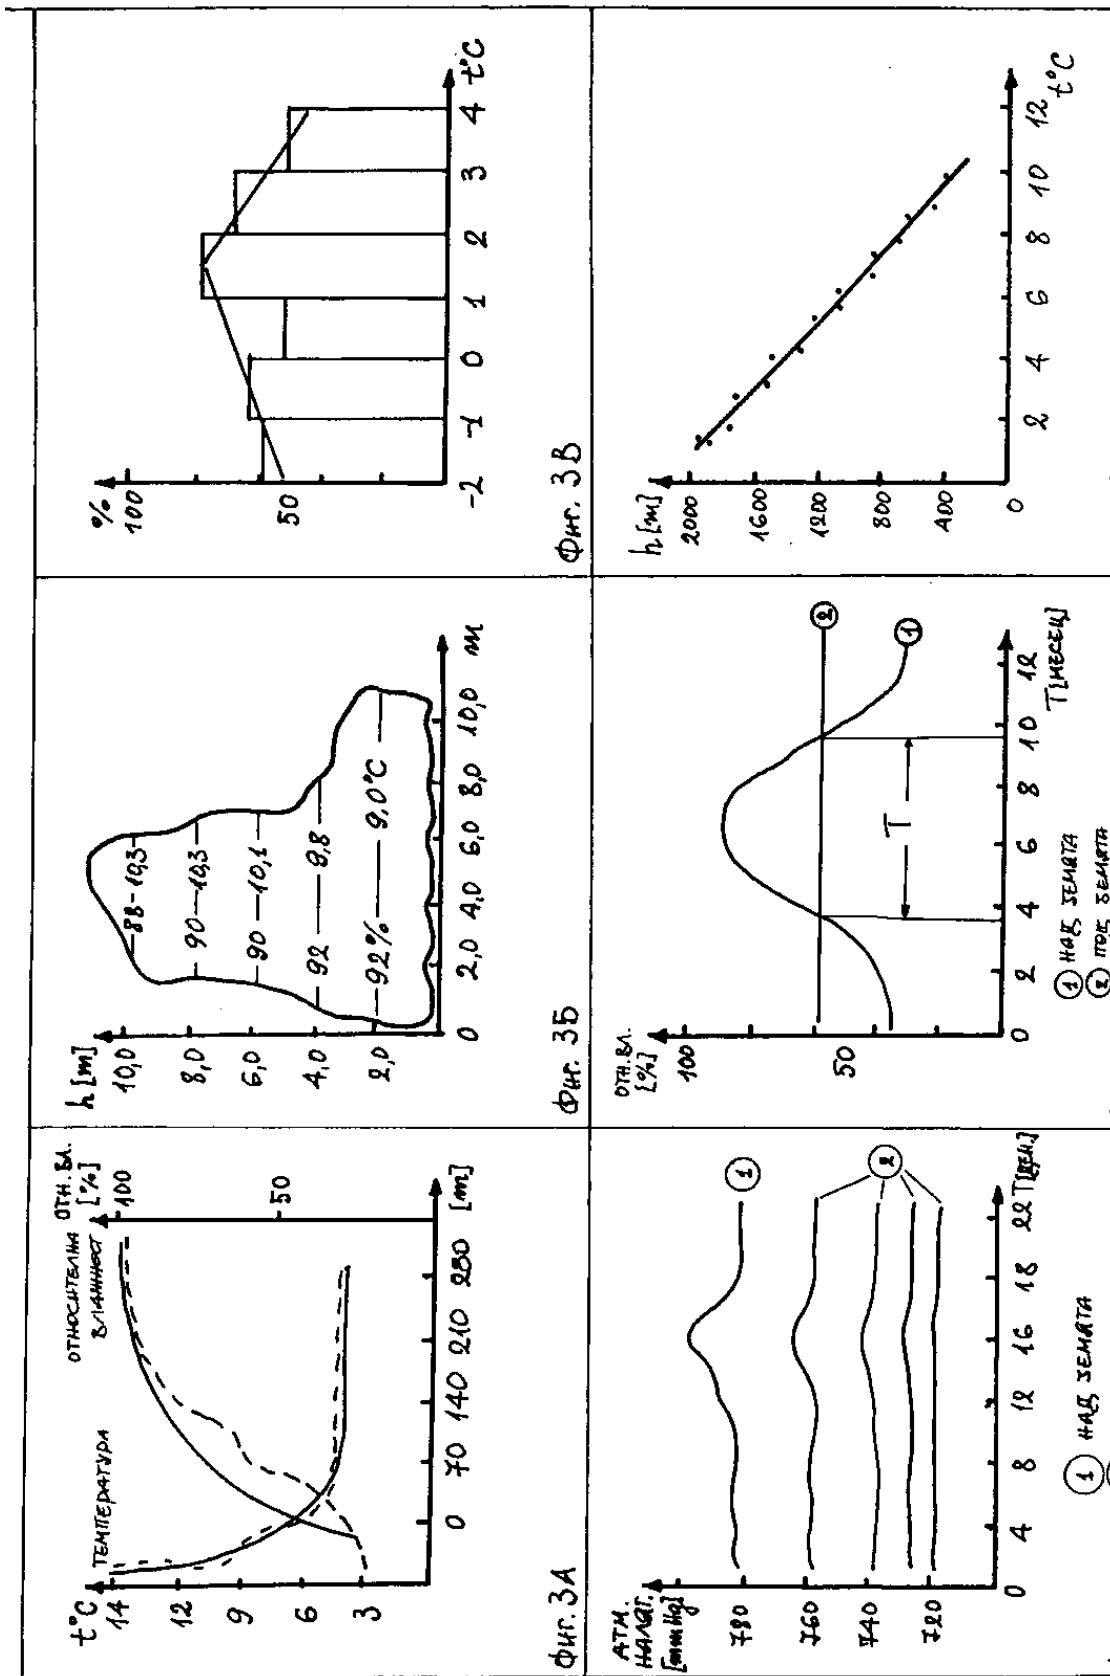 ТЕМПЕРАТУРА
ОТНОСИТЕЛНА
ВЛАЖНОСТ
ОТН. ВЛ.
[%]
t°C
14
12
9
6
3
100
50
0 70 140 210 280 [m]
фиг. 3А
h [m]
10,0
8,0
6,0
4,0
2,0
88-10,3
90-10,3
90-10,1
92-9,8
92%-9.0°C
0 2,0 4,0 6,0 8,0 10,0 m
Фиг. 3Б
%
100
50
-2 -1 0 1 2 3 4 t°C
Фиг. 3В
АТМ.
НАЛЯГ.
[mm Hg]
780
760
740
720
1
2
0 4 8 12 16 18 22 T[ДЕН.]
1 НАД ЗЕМЯТА
ОТН. ВЛ.
[%]
100
50
2
1
T
0 2 4 6 8 10 12
T[МЕСЕЦ]
1 НАД ЗЕМЯТА
2 ПОД ЗЕМЯТА
h [m]
2000
1600
1200
800
400
0 2 4 6 8 10 12
t°C